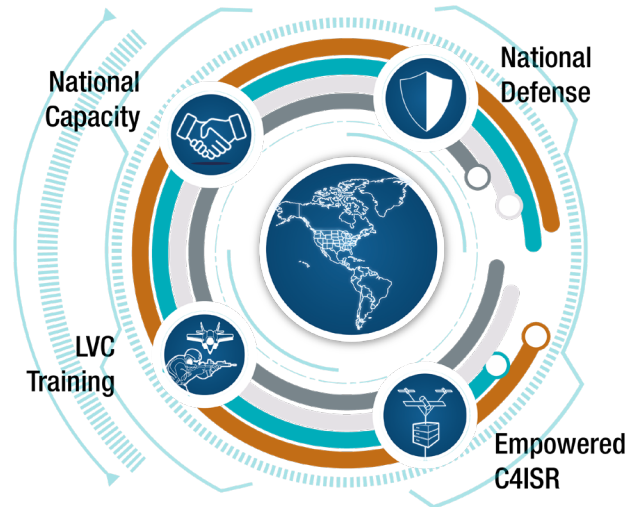 National
Capacity
National
Defense
LVC
Training
Empowered
C4ISR